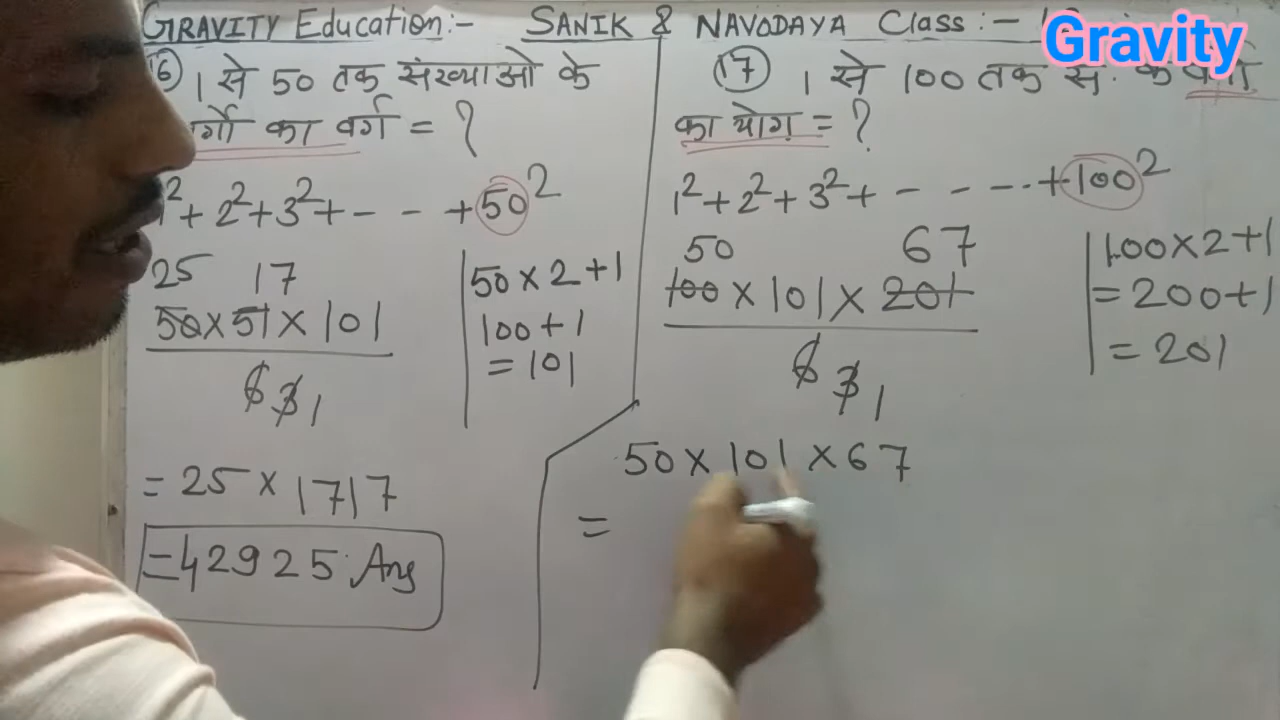 GRAVITY Education:- SANIK & NAVODAYA Class:-
Gravity
16 1 से 50 तक संख्याओ के
वर्गों का वर्ग = ?
1² + 2² + 3² + - - - + 50²
25 17
50 × 51 × 101
6 3 1
50 × 2 + 1
100 + 1
= 101
= 25 × 1717
= 42925 Ans
17 1 से 100 तक सं. के वर्गो
का योग = ?
1² + 2² + 3² + - - - .. + 100²
50 67
100 × 101 × 201
6 3 1
100 × 2 + 1
= 200 + 1
= 201
50 × 101 × 67
=